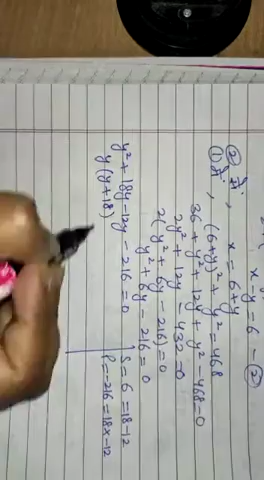 x - y = 6 - ②
② से, x = 6+y
① से, (6+y)² + y² = 468
36 + y² + 12y + y² - 468 = 0
2y² + 12y - 432 = 0
2(y² + 6y - 216) = 0
y² + 6y - 216 = 0
y² + 18y - 12y - 216 = 0
y(y+18)
S = 6 = 18-12
P = -216 = 18x-12